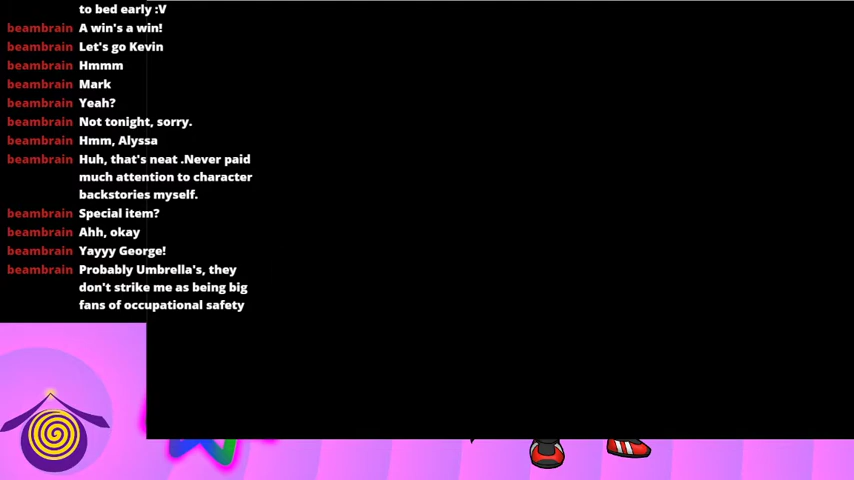 to bed early :V
beambrain A win's a win!
beambrain Let's go Kevin
beambrain Hmmm
beambrain Mark
beambrain Yeah?
beambrain Not tonight, sorry.
beambrain Hmm, Alyssa
beambrain Huh, that's neat .Never paid
much attention to character
backstories myself.
beambrain Special item?
beambrain Ahh, okay
beambrain Yayyy George!
beambrain Probably Umbrella's, they
don't strike me as being big
fans of occupational safety